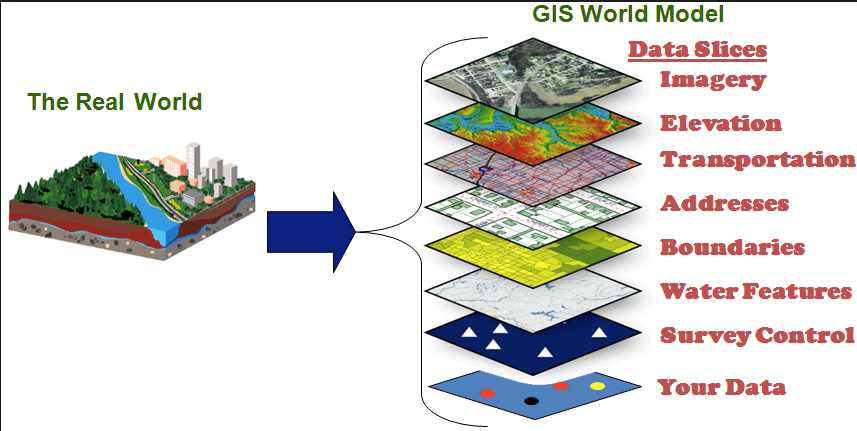 GIS World Model
The Real World
Data Slices
Imagery
Elevation
Transportation
Addresses
Boundaries
Water Features
Survey Control
Your Data